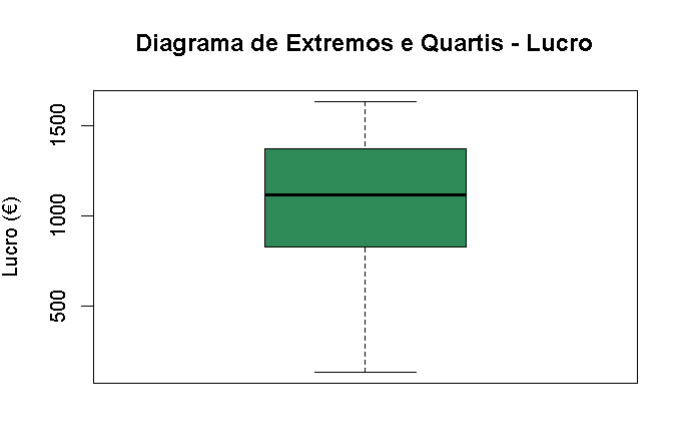 Diagrama de Extremos e Quartis - Lucro
1500
1000
500
Lucro (€)